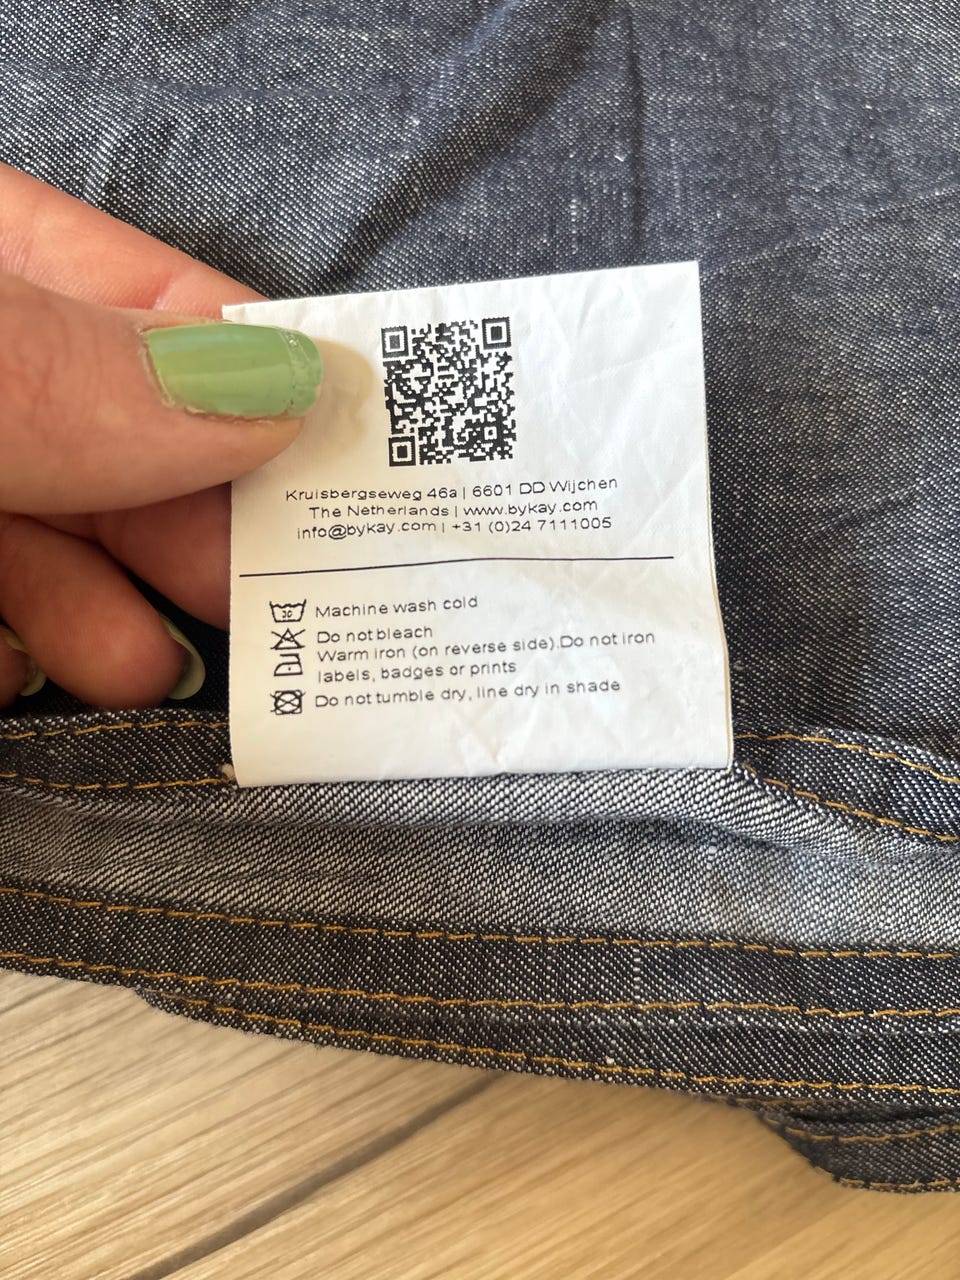 Kruisbergseweg 46a | 6601 DD Wijchen
The Netherlands | www.bykay.com
info@bykay.com | +31 (0)24 7111005
30 Machine wash cold
Do not bleach
Warm iron (on reverse side).Do not iron
labels, badges or prints
Do not tumble dry, line dry in shade